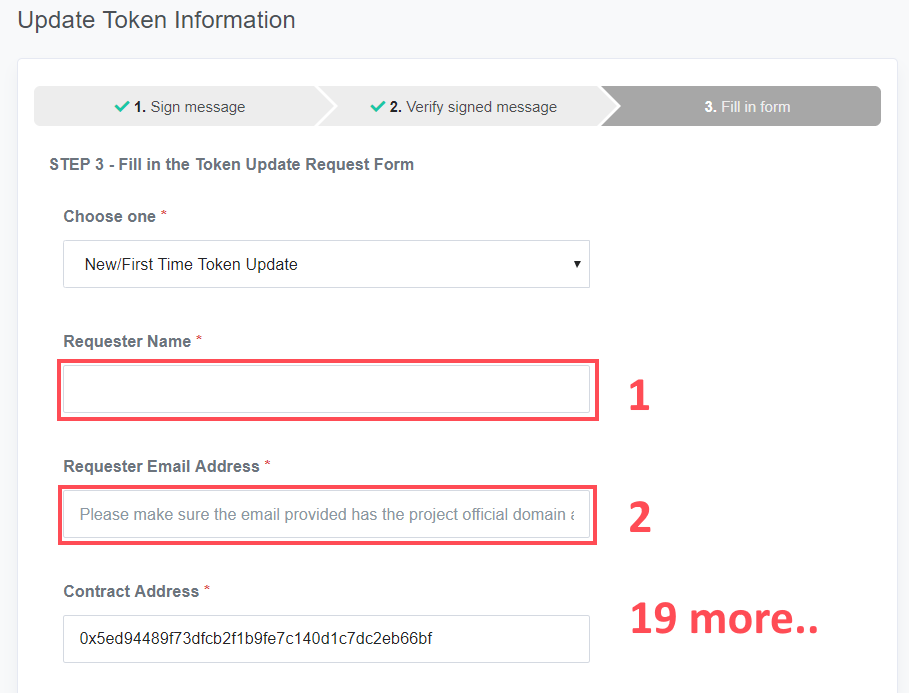 Update Token Information
1. Sign message
2. Verify signed message
3. Fill in form
STEP 3 - Fill in the Token Update Request Form
Choose one *
New/First Time Token Update
Requester Name *
1
Requester Email Address *
Please make sure the email provided has the project official domain a
2
Contract Address *
19 more..
0x5ed94489f73dfcb2f1b9fe7c140d1c7dc2eb66bf